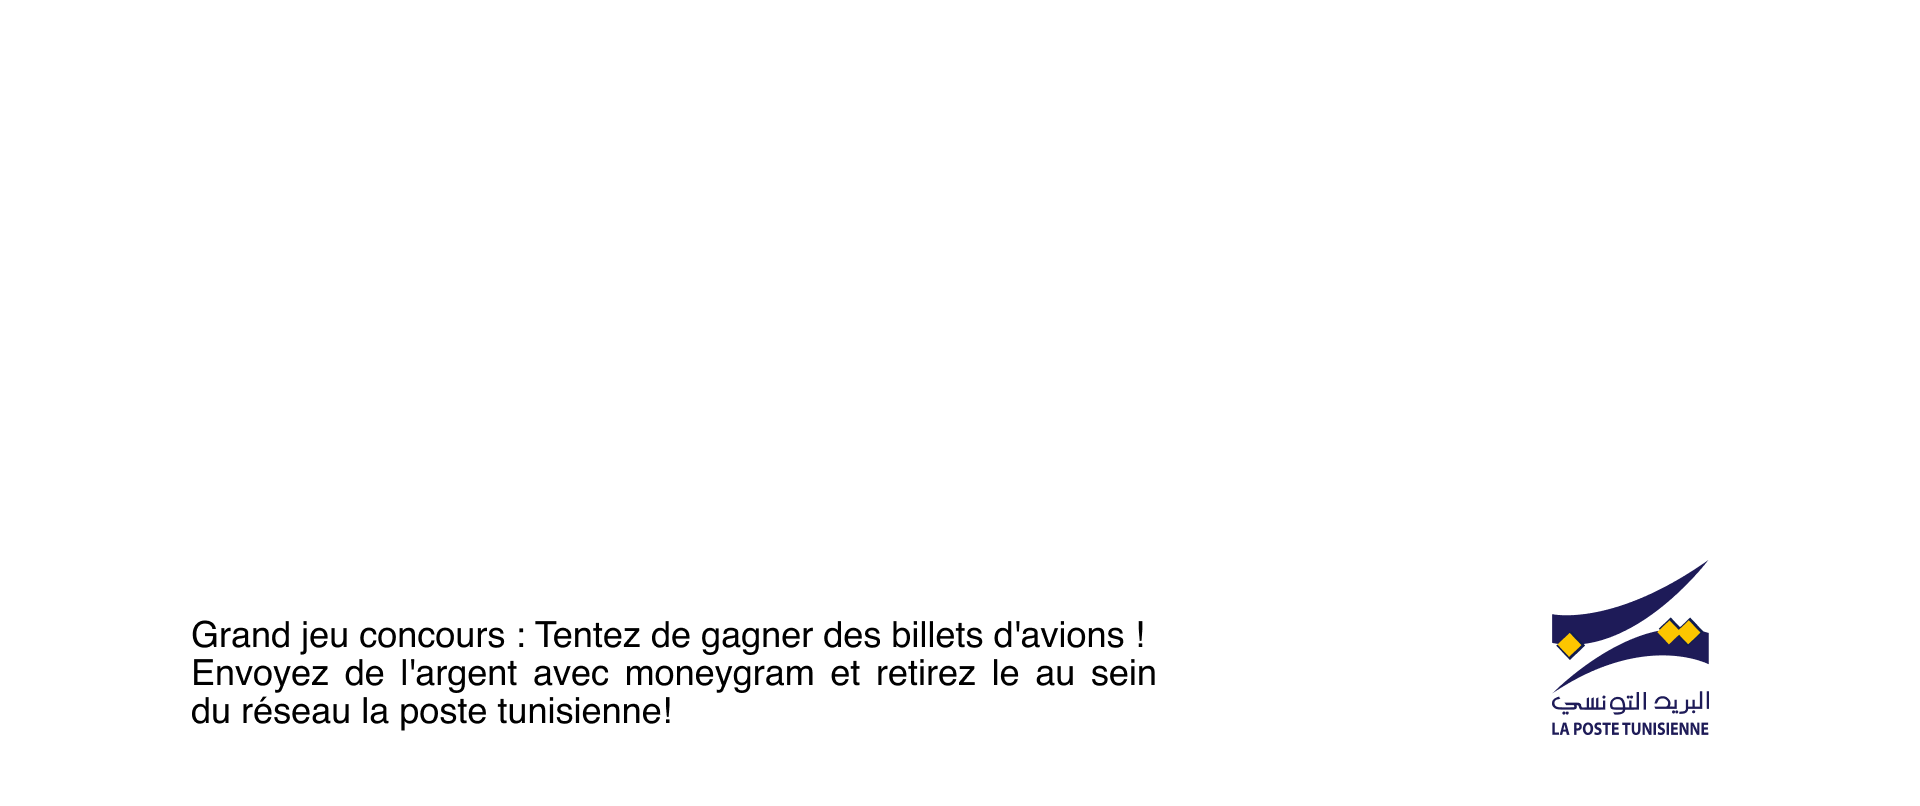 Grand jeu concours : Tentez de gagner des billets d'avions !
Envoyez de l'argent avec moneygram et retirez le au sein
du réseau la poste tunisienne!
البريد التونسي
LA POSTE TUNISIENNE